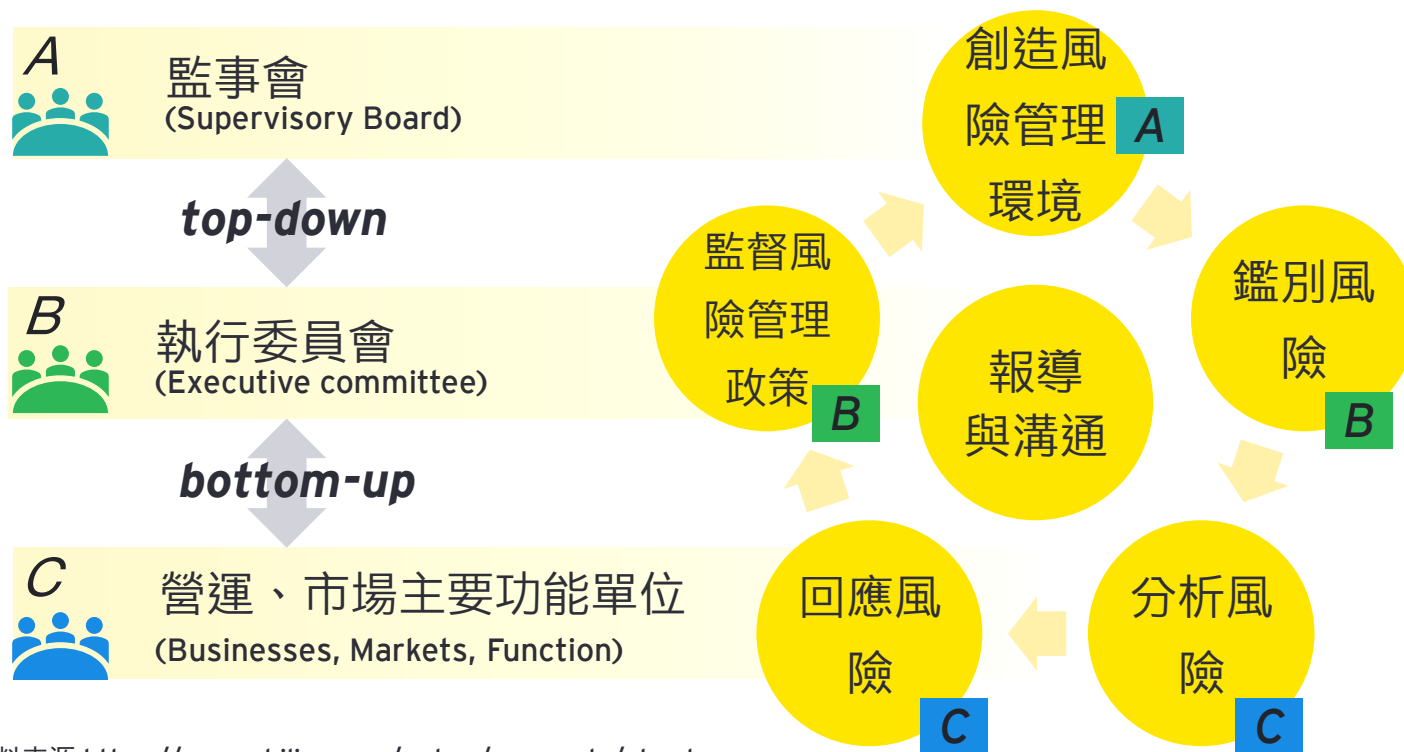 A
監事會
(Supervisory Board)
top-down
B
執行委員會
(Executive committee)
bottom-up
C
營運、市場主要功能單位
(Businesses, Markets, Function)
創造風
險管理
環境
A
鑑別風
險
B
分析風
險
C
回應風
險
C
監督風
險管理
政策
B
報導
與溝通